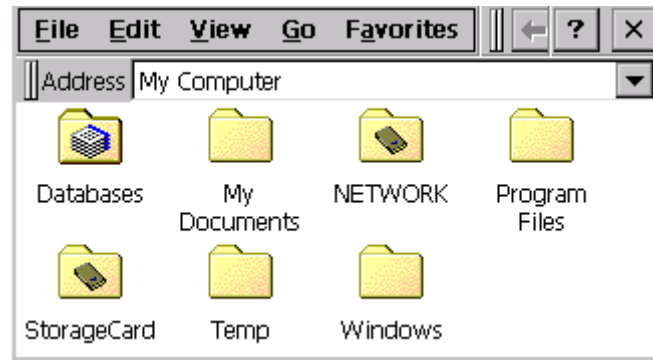 File Edit View Go Favorites ?
Address My Computer
Databases My Documents NETWORK Program Files
StorageCard Temp Windows